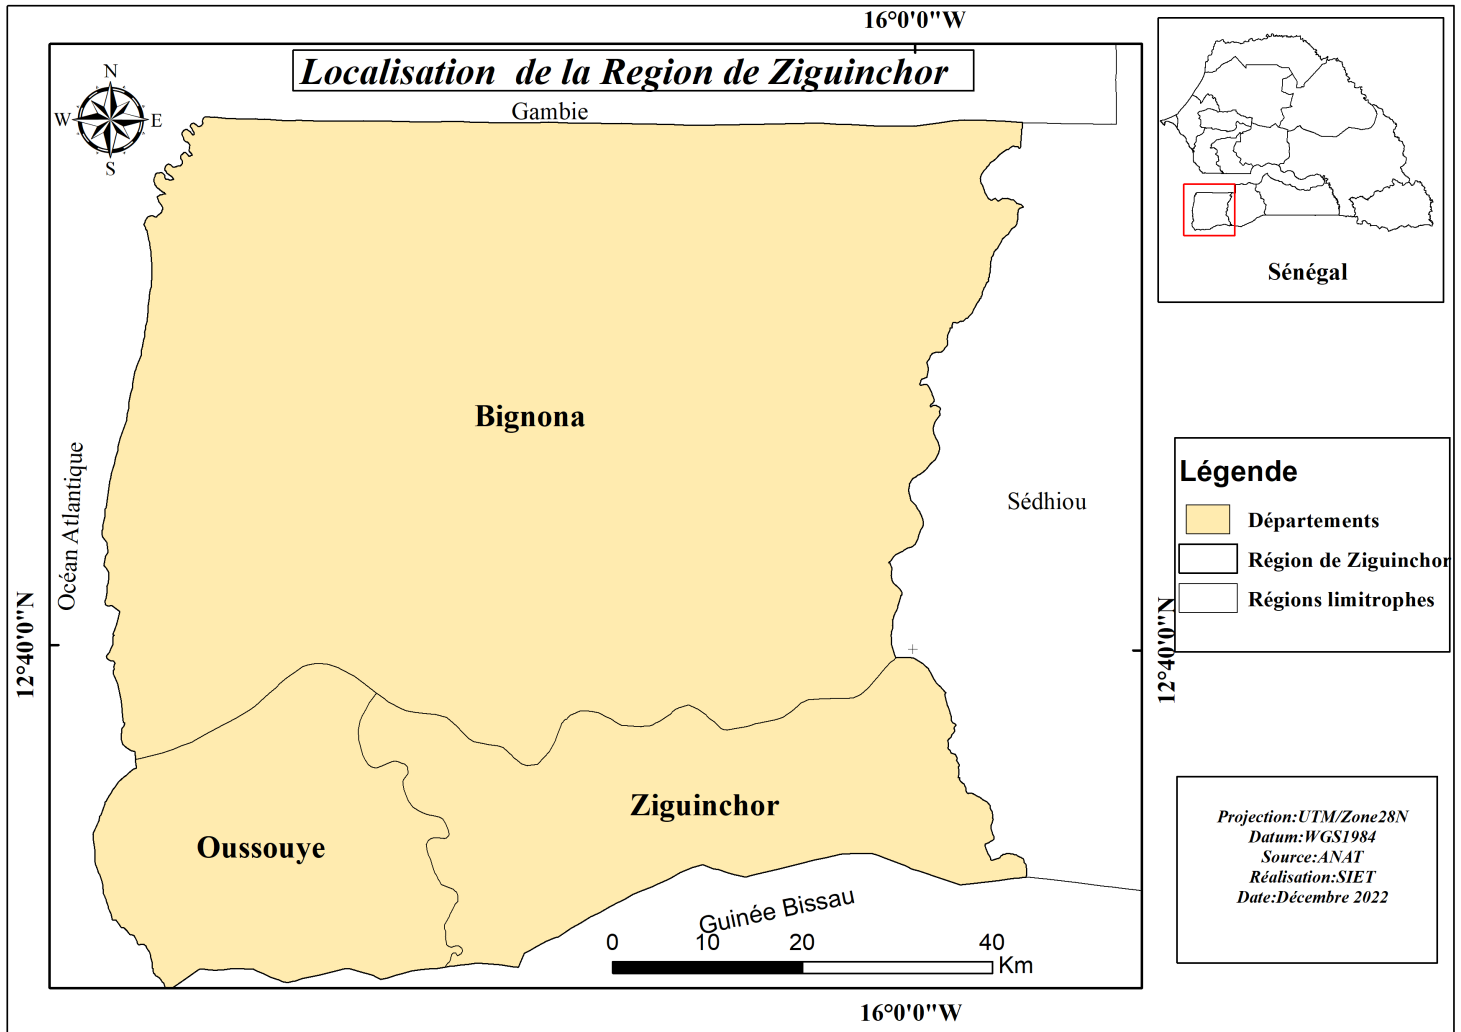 16°0'0"W
Localisation de la Region de Ziguinchor
N
W
E
S
Gambie
Sénégal
Bignona
Océan Atlantique
Sédhiou
Légende
Départements
Région de Ziguinchor
Régions limitrophes
12°40'0"N
12°40'0"N
Ziguinchor
Oussouye
Projection:UTM/Zone28N
Datum:WGS1984
Source:ANAT
Réalisation:SIET
Date:Décembre 2022
Guinée Bissau
0 10 20 40
Km
16°0'0"W